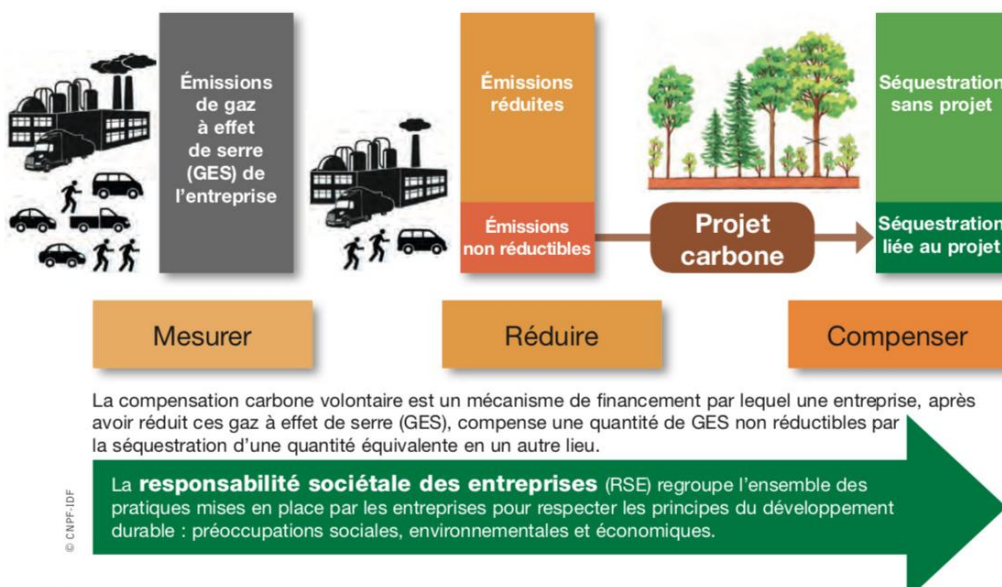 Émissions
de gaz
à effet
de serre
(GES) de
l'entreprise
Émissions
réduites
Émissions
non réductibles
Projet
carbone
Séquestration
sans projet
Séquestration
liée au projet
Mesurer
Réduire
Compenser
La compensation carbone volontaire est un mécanisme de financement par lequel une entreprise, après
avoir réduit ces gaz à effet de serre (GES), compense une quantité de GES non réductibles par
la séquestration d'une quantité équivalente en un autre lieu.
La responsabilité sociétale des entreprises (RSE) regroupe l'ensemble des
pratiques mises en place par les entreprises pour respecter les principes du développement
durable : préoccupations sociales, environnementales et économiques.
© CNPF-IDF